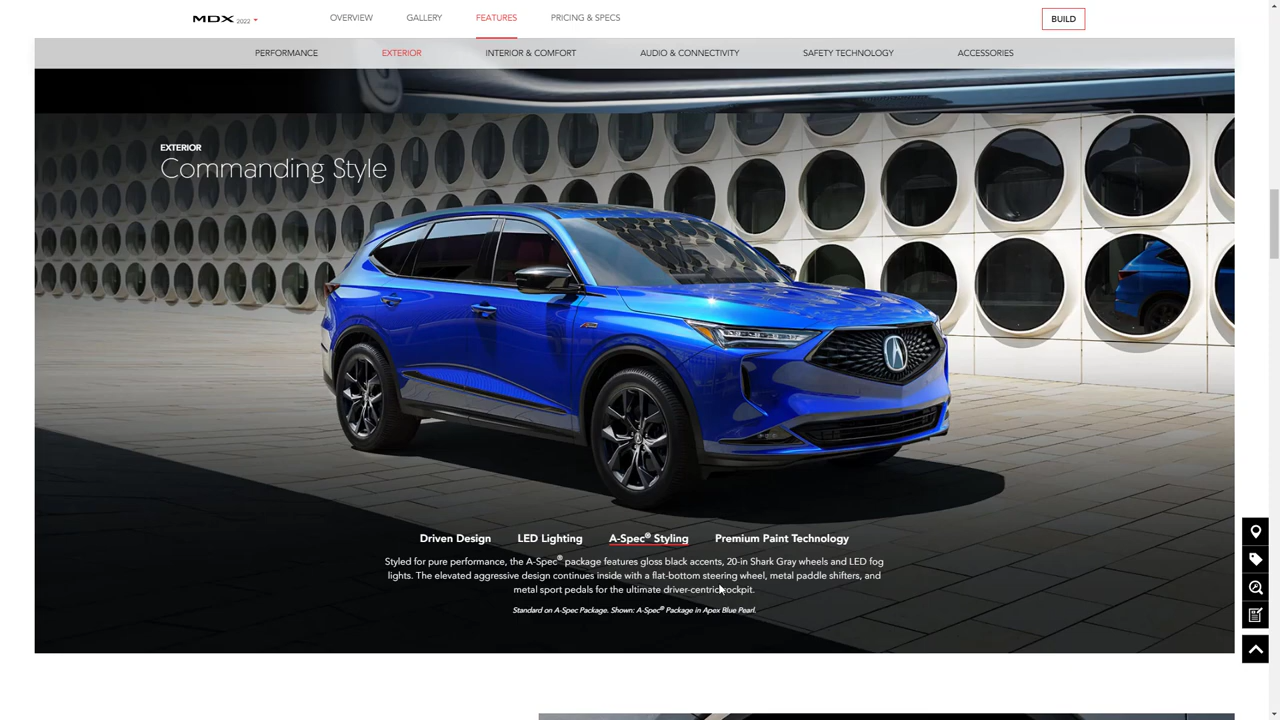 MDX 2022
OVERVIEW
GALLERY
FEATURES
PRICING & SPECS
BUILD
PERFORMANCE
EXTERIOR
INTERIOR & COMFORT
AUDIO & CONNECTIVITY
SAFETY TECHNOLOGY
ACCESSORIES
EXTERIOR
Commanding Style
Driven Design
LED Lighting
A-Spec® Styling
Premium Paint Technology
Styled for pure performance, the A-Spec® package features gloss black accents, 20-in Shark Gray wheels and LED fog
lights. The elevated aggressive design continues inside with a flat-bottom steering wheel, metal paddle shifters, and
metal sport pedals for the ultimate driver-centric cockpit.
Standard on A-Spec Package. Shown: A-Spec® Package in Apex Blue Pearl.